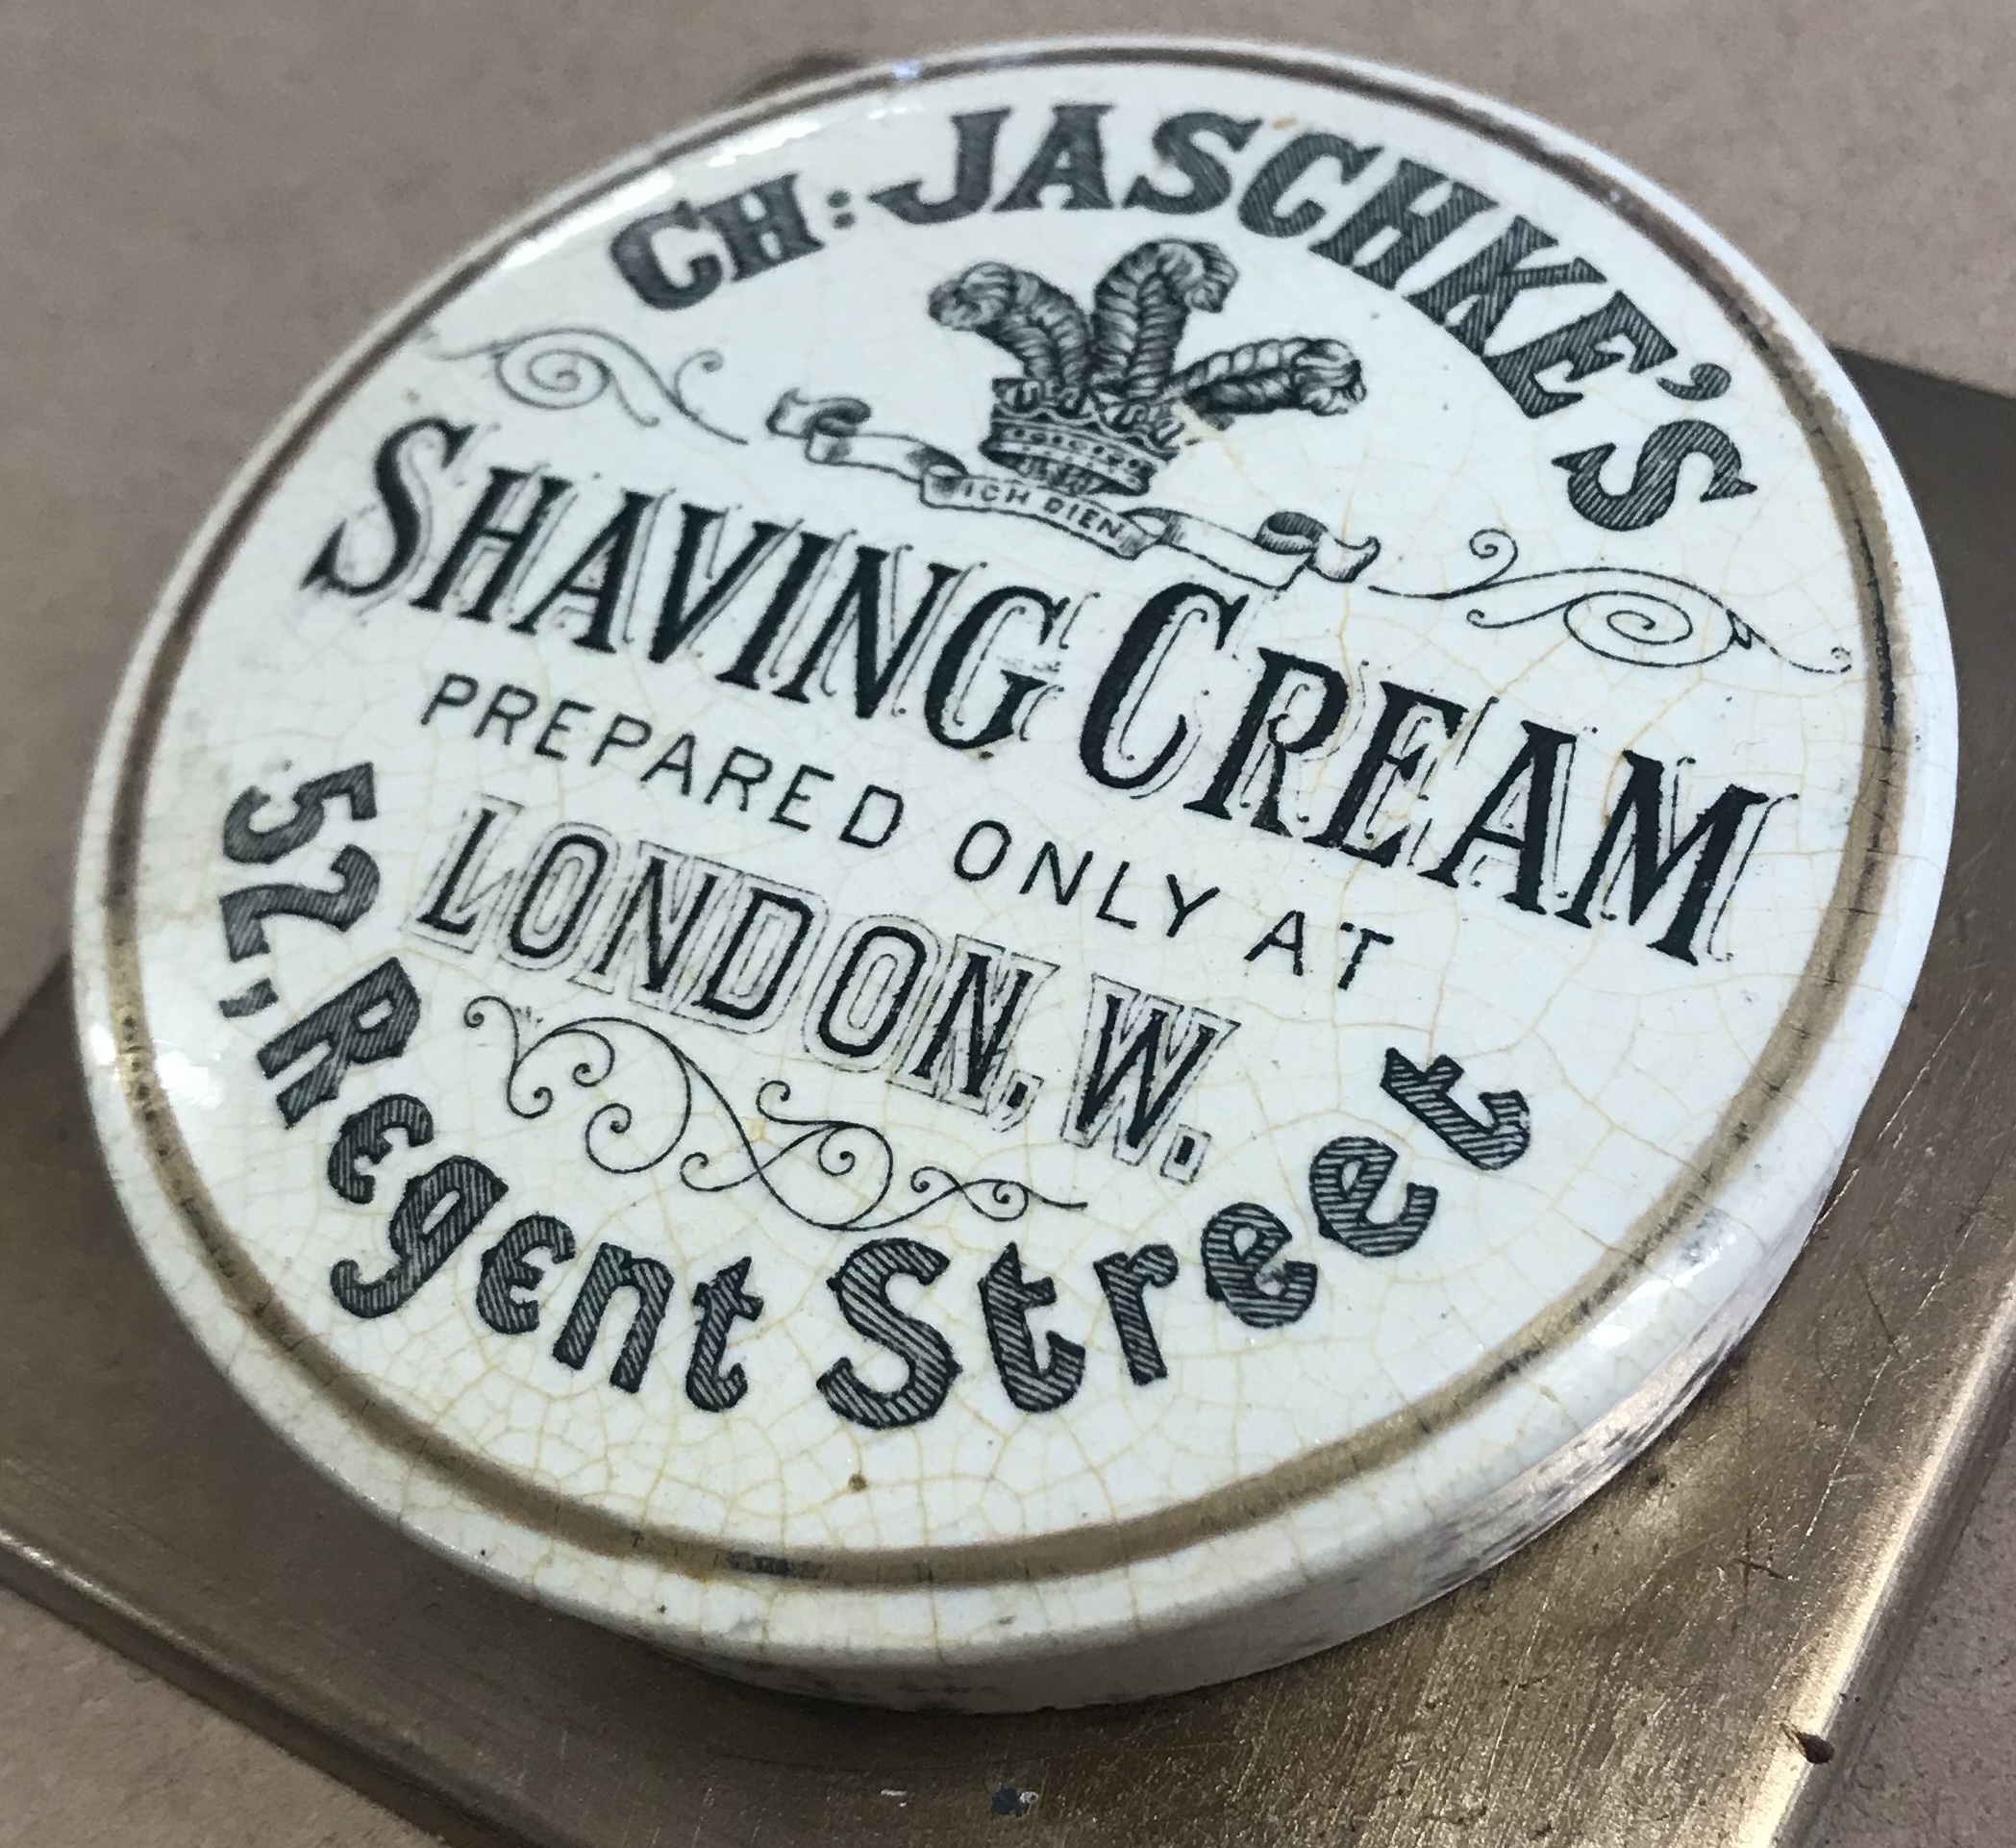 CH: JASCHKE'S
ICH DIEN
SHAVING CREAM
PREPARED ONLY AT
LONDON, W.
52, Regent Street